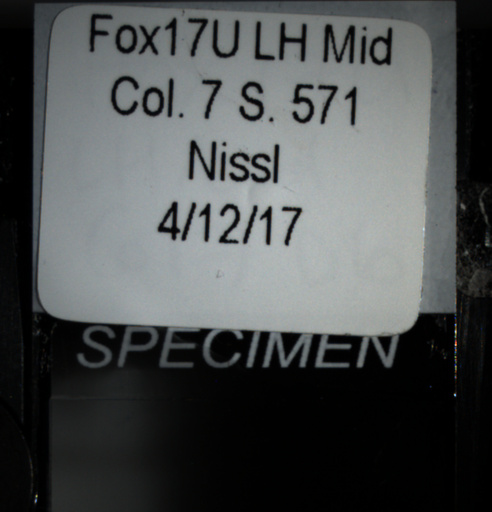 Fox17U LH Mid
Col. 7 S. 571
Nissl
4/12/17
SPECIMEN